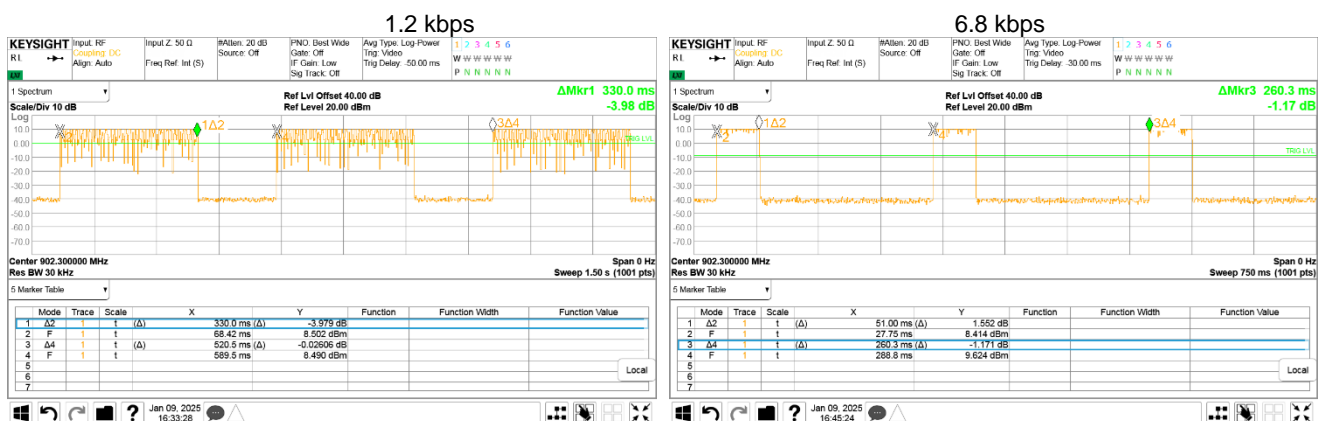 1.2 kbps
KEYSIGHT Input: RF Input Z: 50 Ω #Atten: 20 dB PNO: Best Wide Avg Type: Log-Power 1 2 3 4 5 6
RL Coupling: DC Source: Off Gate: Off Trig: Video W W W W W W
Align: Auto Freq Ref: Int (S) IF Gain: Low Trig Delay: -50.00 ms P N N N N N
Sig Track: Off
1 Spectrum
Scale/Div 10 dB
Ref Lvl Offset 40.00 dB
Ref Level 20.00 dBm
ΔMkr1 330.0 ms
-3.98 dB
Log
10.0
0.00
-10.0
-20.0
-30.0
-40.0
-50.0
-60.0
-70.0
1Δ2
3Δ4
TRIG LVL
Center 902.300000 MHz
Res BW 30 kHz
Span 0 Hz
Sweep 1.50 s (1001 pts)
5 Marker Table
Mode Trace Scale X Y Function Function Width Function Value
1 Δ2 1 t (Δ) 330.0 ms (Δ) -3.979 dB
2 F 1 t 68.42 ms 8.502 dBm
3 Δ4 1 t (Δ) 520.5 ms (Δ) -0.02606 dB
4 F 1 t 589.5 ms 8.490 dBm
5
6
7
Local
? Jan 09, 2025
16:33:28
6.8 kbps
KEYSIGHT Input: RF Input Z: 50 Ω #Atten: 20 dB PNO: Best Wide Avg Type: Log-Power 1 2 3 4 5 6
RL Coupling: DC Source: Off Gate: Off Trig: Video W W W W W W
Align: Auto Freq Ref: Int (S) IF Gain: Low Trig Delay: -30.00 ms P N N N N N
Sig Track: Off
1 Spectrum
Scale/Div 10 dB
Ref Lvl Offset 40.00 dB
Ref Level 20.00 dBm
ΔMkr3 260.3 ms
-1.17 dB
Log
10.0
0.00
-10.0
-20.0
-30.0
-40.0
-50.0
-60.0
-70.0
2
1Δ2
4
3Δ4
TRIG LVL
Center 902.300000 MHz
Res BW 30 kHz
Span 0 Hz
Sweep 750 ms (1001 pts)
5 Marker Table
Mode Trace Scale X Y Function Function Width Function Value
1 Δ2 1 t (Δ) 51.00 ms (Δ) 1.552 dB
2 F 1 t 27.75 ms 8.414 dBm
3 Δ4 1 t (Δ) 260.3 ms (Δ) -1.171 dB
4 F 1 t 288.8 ms 9.624 dBm
5
6
7
Local
? Jan 09, 2025
16:45:24